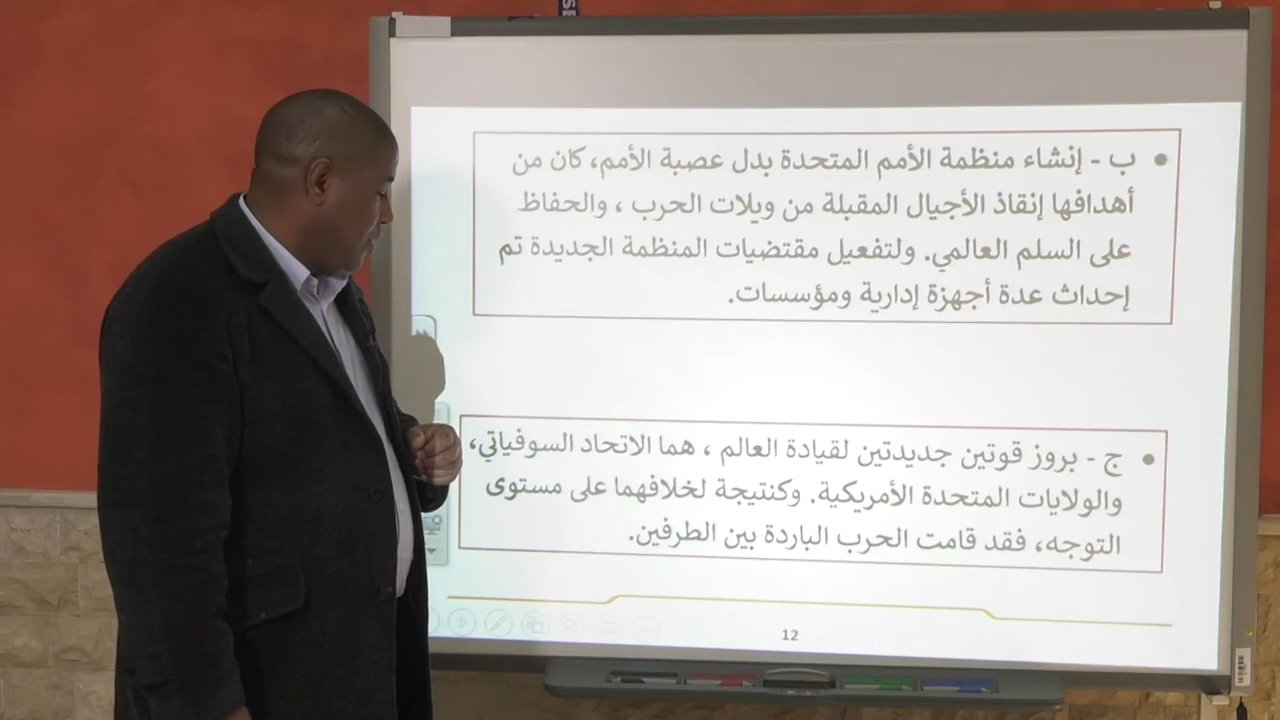 SE
• ب - إنشاء منظمة الأمم المتحدة بدل عصبة الأمم، كان من
أهدافها إنقاذ الأجيال المقبلة من ويلات الحرب ، والحفاظ
على السلم العالمي. ولتفعيل مقتضيات المنظمة الجديدة تم
إحداث عدة أجهزة إدارية ومؤسسات.
• ج - بروز قوتين جديدتين لقيادة العالم ، هما الاتحاد السوفياتي،
والولايات المتحدة الأمريكية. وكنتيجة لخلافهما على مستوى
التوجه، فقد قامت الحرب الباردة بين الطرفين.
12